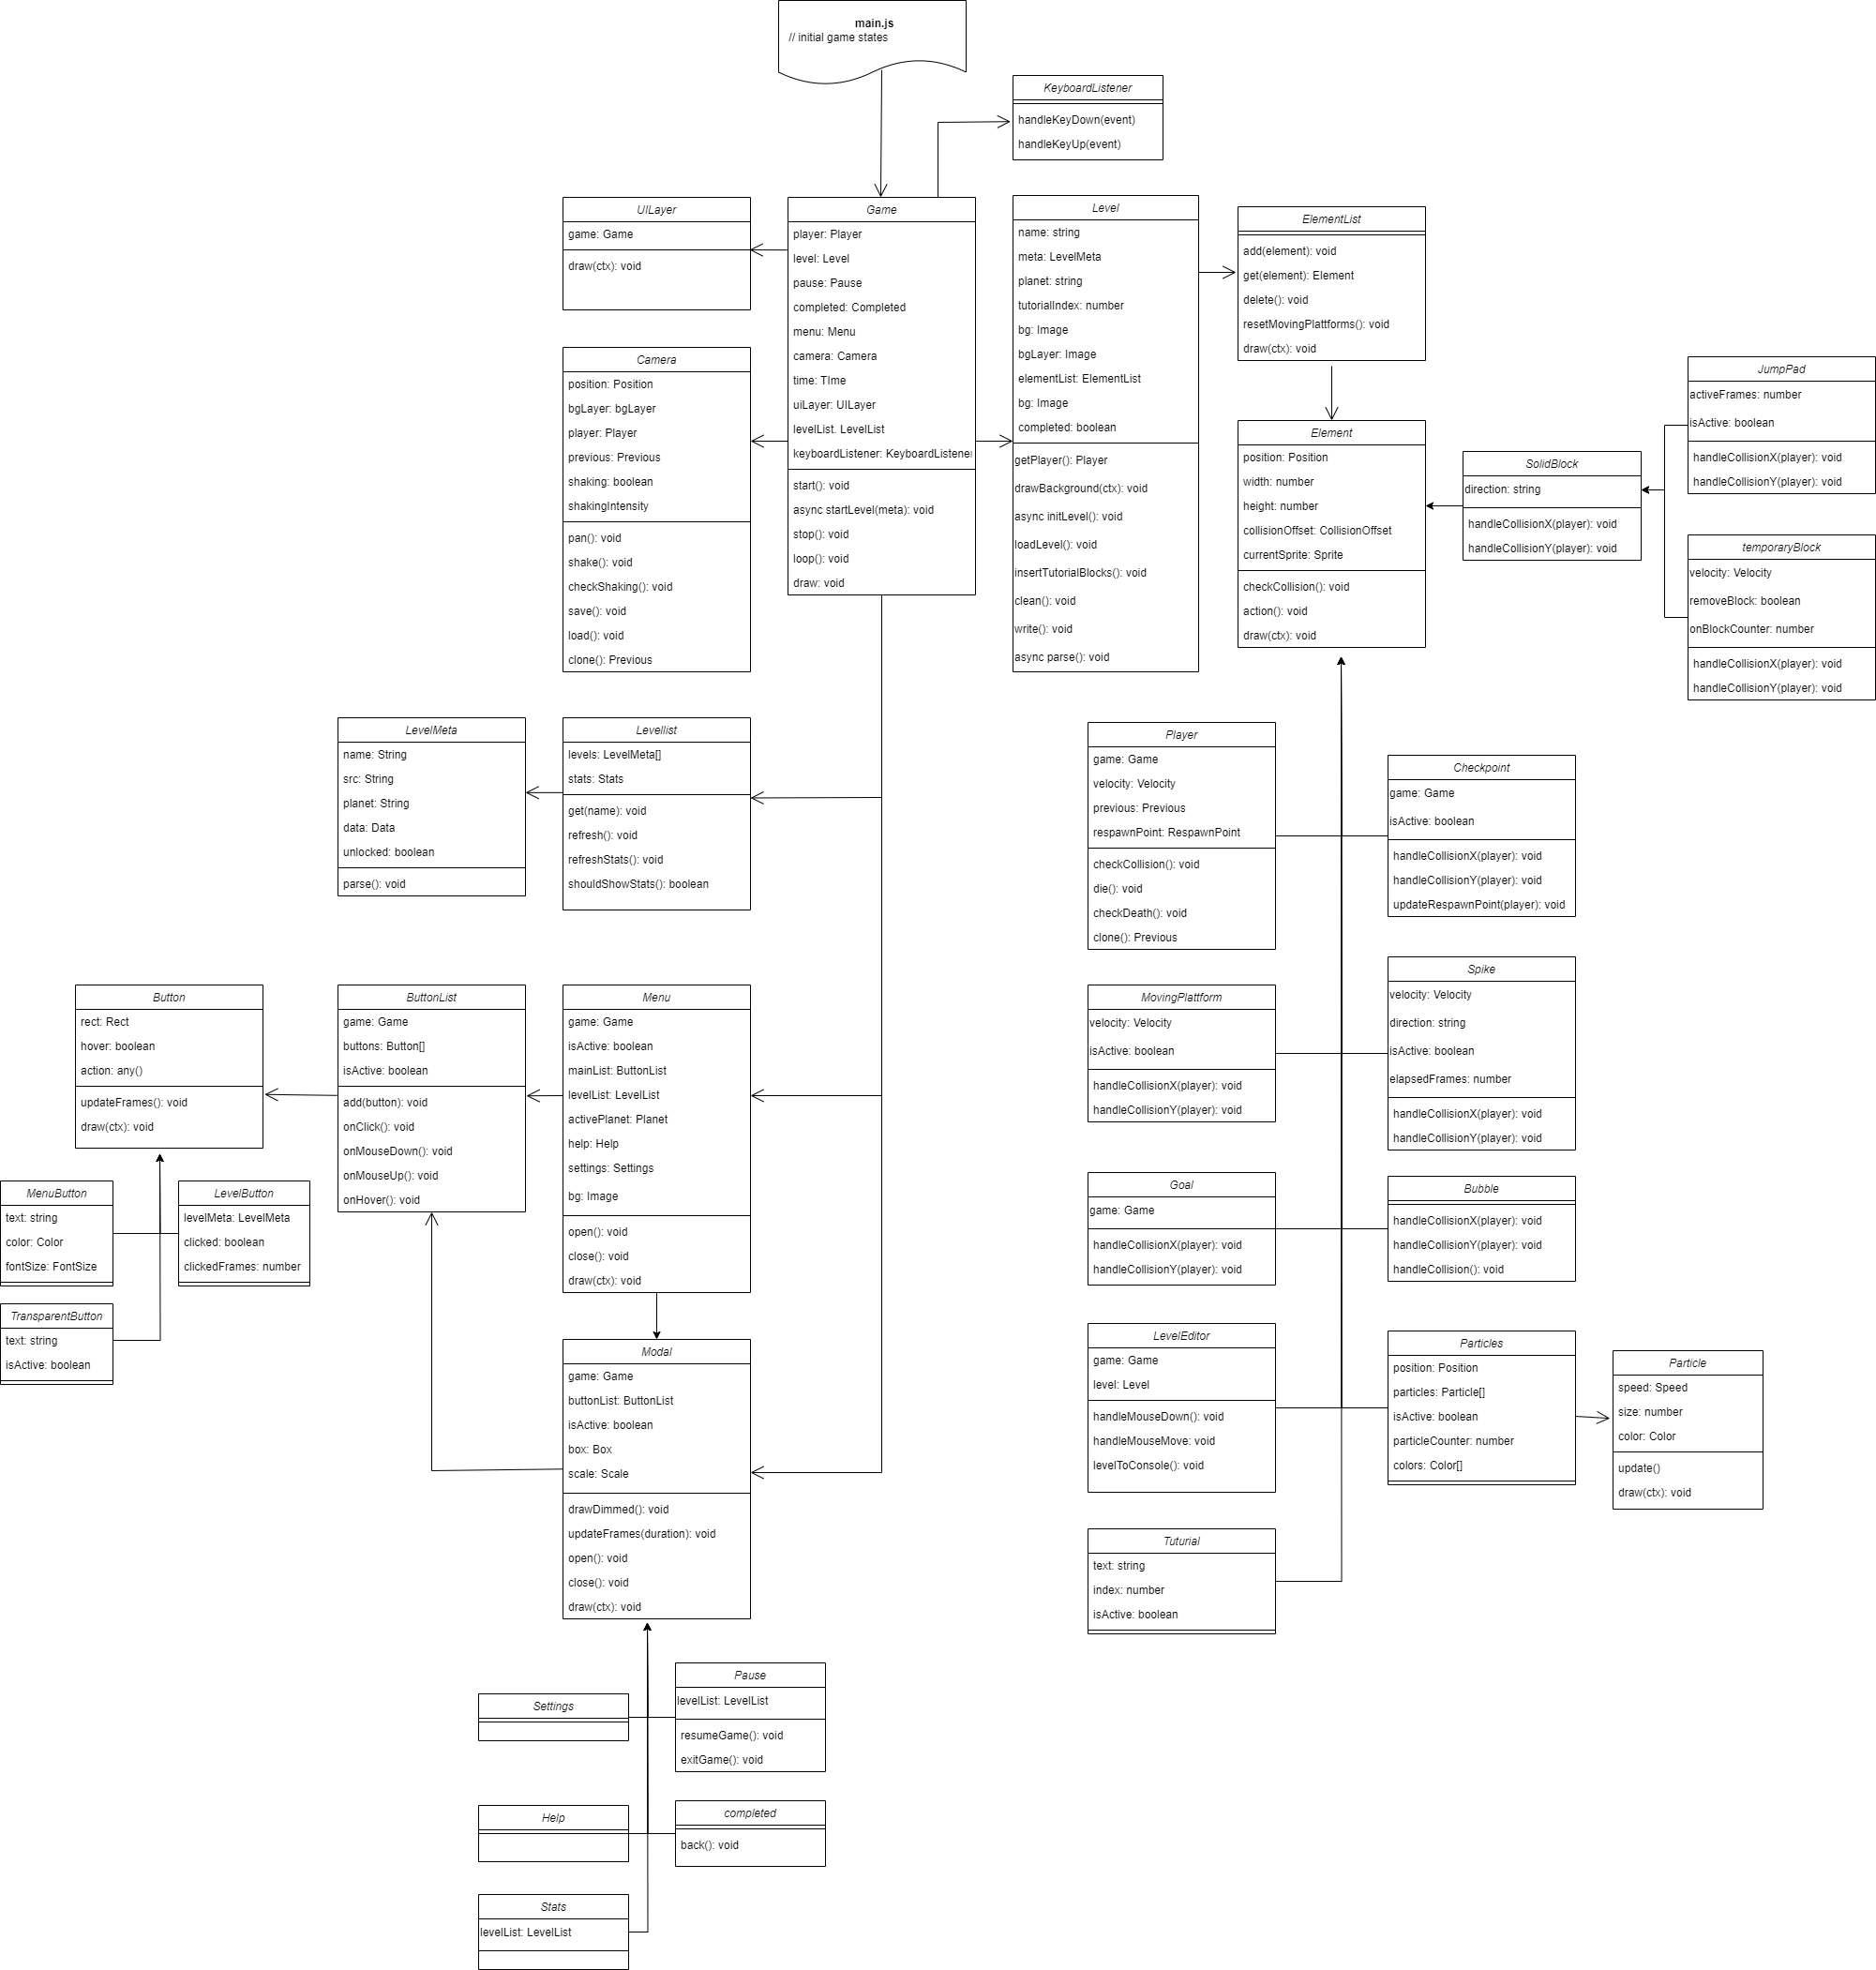 main.js
// initial game states
KeyboardListener
handleKeyDown(event)
handleKeyUp(event)
UILayer
game: Game
draw(ctx): void
Game
player: Player
level: Level
pause: Pause
completed: Completed
menu: Menu
camera: Camera
time: TIme
uiLayer: UILayer
levelList. LevelList
keyboardListener: KeyboardListener
start(): void
async startLevel(meta): void
stop(): void
loop(): void
draw: void
Level
name: string
meta: LevelMeta
planet: string
tutorialIndex: number
bg: Image
bgLayer: Image
elementList: ElementList
bg: Image
completed: boolean
getPlayer(): Player
drawBackground(ctx): void
async initLevel(): void
loadLevel(): void
insertTutorialBlocks(): void
clean(): void
write(): void
async parse(): void
ElementList
add(element): void
get(element): Element
delete(): void
resetMovingPlattforms(): void
draw(ctx): void
Camera
position: Position
bgLayer: bgLayer
player: Player
previous: Previous
shaking: boolean
shakingIntensity
pan(): void
shake(): void
checkShaking(): void
save(): void
load(): void
clone(): Previous
Element
position: Position
width: number
height: number
collisionOffset: CollisionOffset
currentSprite: Sprite
checkCollision(): void
action(): void
draw(ctx): void
SolidBlock
direction: string
handleCollisionX(player): void
handleCollisionY(player): void
JumpPad
activeFrames: number
isActive: boolean
handleCollisionX(player): void
handleCollisionY(player): void
temporaryBlock
velocity: Velocity
removeBlock: boolean
onBlockCounter: number
handleCollisionX(player): void
handleCollisionY(player): void
LevelMeta
name: String
src: String
planet: String
data: Data
unlocked: boolean
parse(): void
Levellist
levels: LevelMeta[]
stats: Stats
get(name): void
refresh(): void
refreshStats(): void
shouldShowStats(): boolean
Player
game: Game
velocity: Velocity
previous: Previous
respawnPoint: RespawnPoint
checkCollision(): void
die(): void
checkDeath(): void
clone(): Previous
Checkpoint
game: Game
isActive: boolean
handleCollisionX(player): void
handleCollisionY(player): void
updateRespawnPoint(player): void
Button
rect: Rect
hover: boolean
action: any()
updateFrames(): void
draw(ctx): void
ButtonList
game: Game
buttons: Button[]
isActive: boolean
add(button): void
onClick(): void
onMouseDown(): void
onMouseUp(): void
onHover(): void
Menu
game: Game
isActive: boolean
mainList: ButtonList
levelList: LevelList
activePlanet: Planet
help: Help
settings: Settings
bg: Image
open(): void
close(): void
draw(ctx): void
MovingPlattform
velocity: Velocity
isActive: boolean
handleCollisionX(player): void
handleCollisionY(player): void
Spike
velocity: Velocity
direction: string
isActive: boolean
elapsedFrames: number
handleCollisionX(player): void
handleCollisionY(player): void
MenuButton
text: string
color: Color
fontSize: FontSize
LevelButton
levelMeta: LevelMeta
clicked: boolean
clickedFrames: number
TransparentButton
text: string
isActive: boolean
Goal
game: Game
handleCollisionX(player): void
handleCollisionY(player): void
Bubble
handleCollisionX(player): void
handleCollisionY(player): void
handleCollision(): void
Modal
game: Game
buttonList: ButtonList
isActive: boolean
box: Box
scale: Scale
drawDimmed(): void
updateFrames(duration): void
open(): void
close(): void
draw(ctx): void
LevelEditor
game: Game
level: Level
handleMouseDown(): void
handleMouseMove: void
levelToConsole(): void
Particles
position: Position
particles: Particle[]
isActive: boolean
particleCounter: number
colors: Color[]
Particle
speed: Speed
size: number
color: Color
update()
draw(ctx): void
Tuturial
text: string
index: number
isActive: boolean
Settings
Pause
levelList: LevelList
resumeGame(): void
exitGame(): void
Help
completed
back(): void
Stats
levelList: LevelList